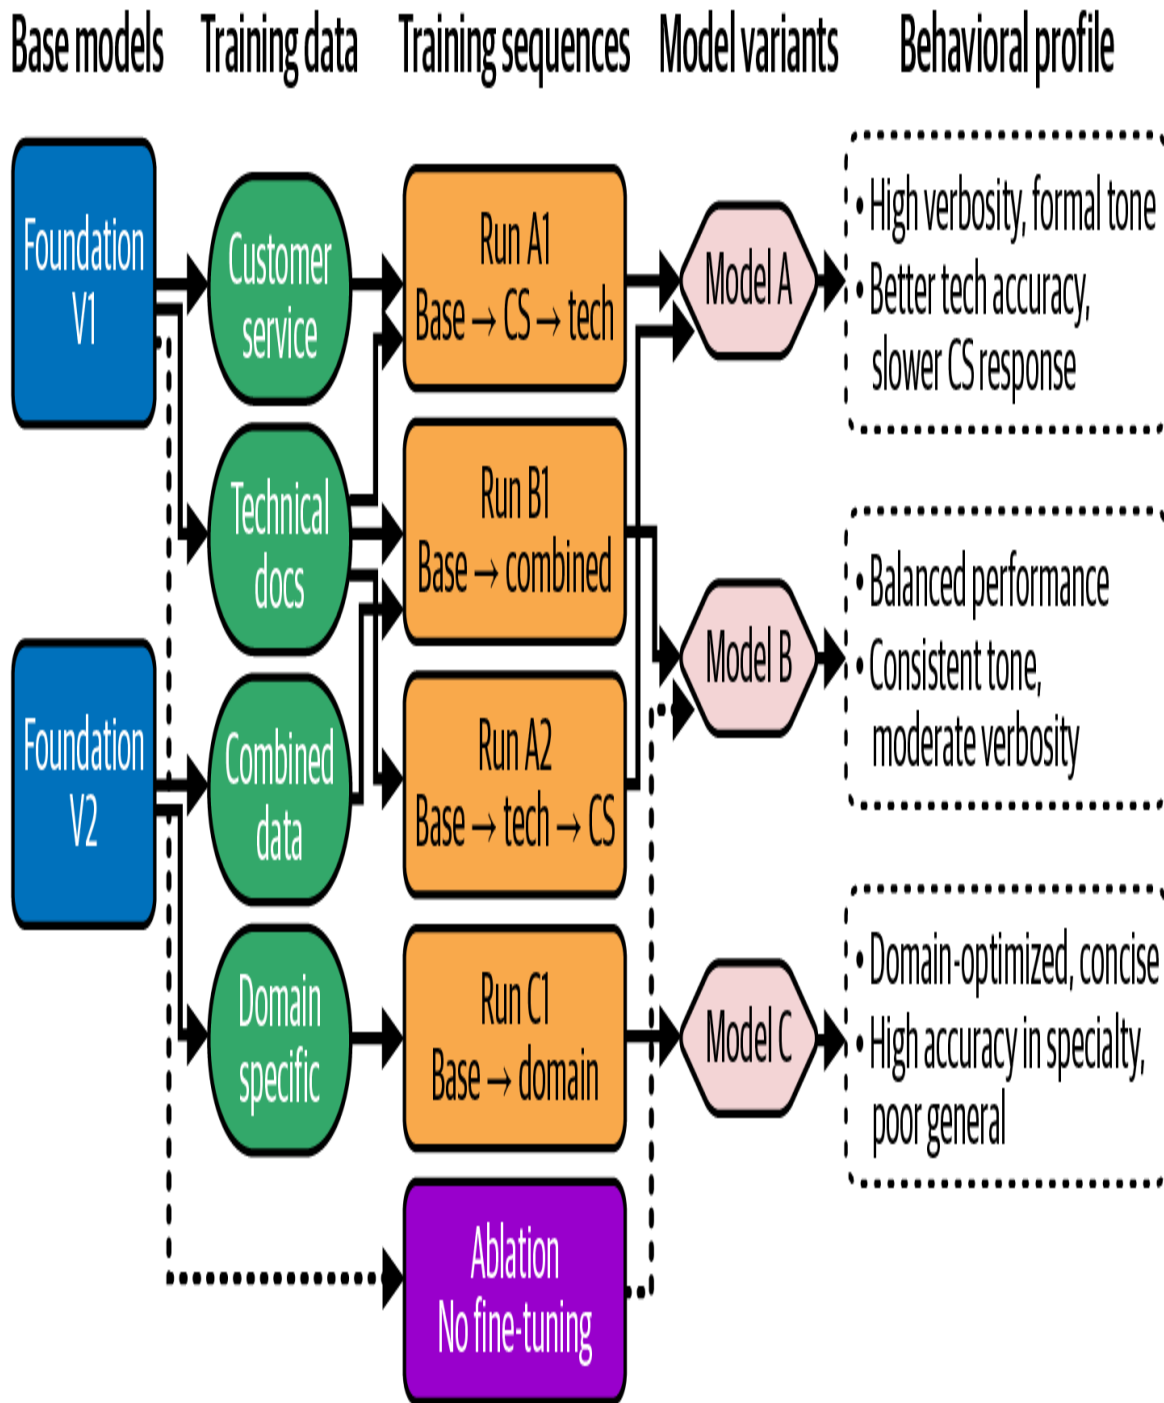 Base models
Training data
Training sequences
Model variants
Behavioral profile
Foundation
V1
Foundation
V2
Customer
service
Technical
docs
Combined
data
Domain
specific
Run A1
Base → CS → tech
Run B1
Base → combined
Run A2
Base → tech → CS
Run C1
Base → domain
Ablation
No fine-tuning
Model A
Model B
Model C
• High verbosity, formal tone
• Better tech accuracy,
slower CS response
• Balanced performance
• Consistent tone,
moderate verbosity
• Domain-optimized, concise
• High accuracy in specialty,
poor general